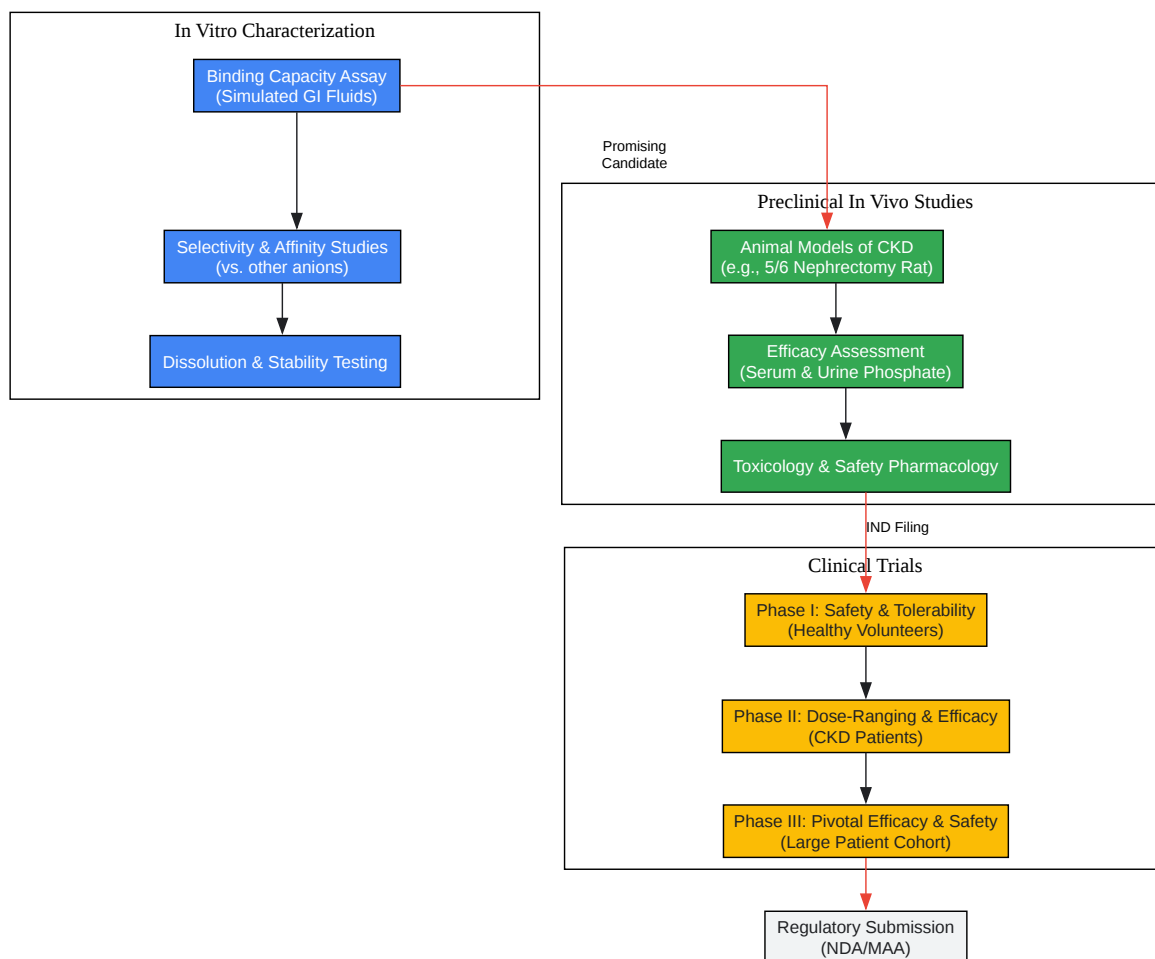 In Vitro Characterization
Binding Capacity Assay
(Simulated GI Fluids)
Selectivity & Affinity Studies
(vs. other anions)
Dissolution & Stability Testing
Promising
Candidate
Preclinical In Vivo Studies
Animal Models of CKD
(e.g., 5/6 Nephrectomy Rat)
Efficacy Assessment
(Serum & Urine Phosphate)
Toxicology & Safety Pharmacology
IND Filing
Clinical Trials
Phase I: Safety & Tolerability
(Healthy Volunteers)
Phase II: Dose-Ranging & Efficacy
(CKD Patients)
Phase III: Pivotal Efficacy & Safety
(Large Patient Cohort)
Regulatory Submission
(NDA/MAA)